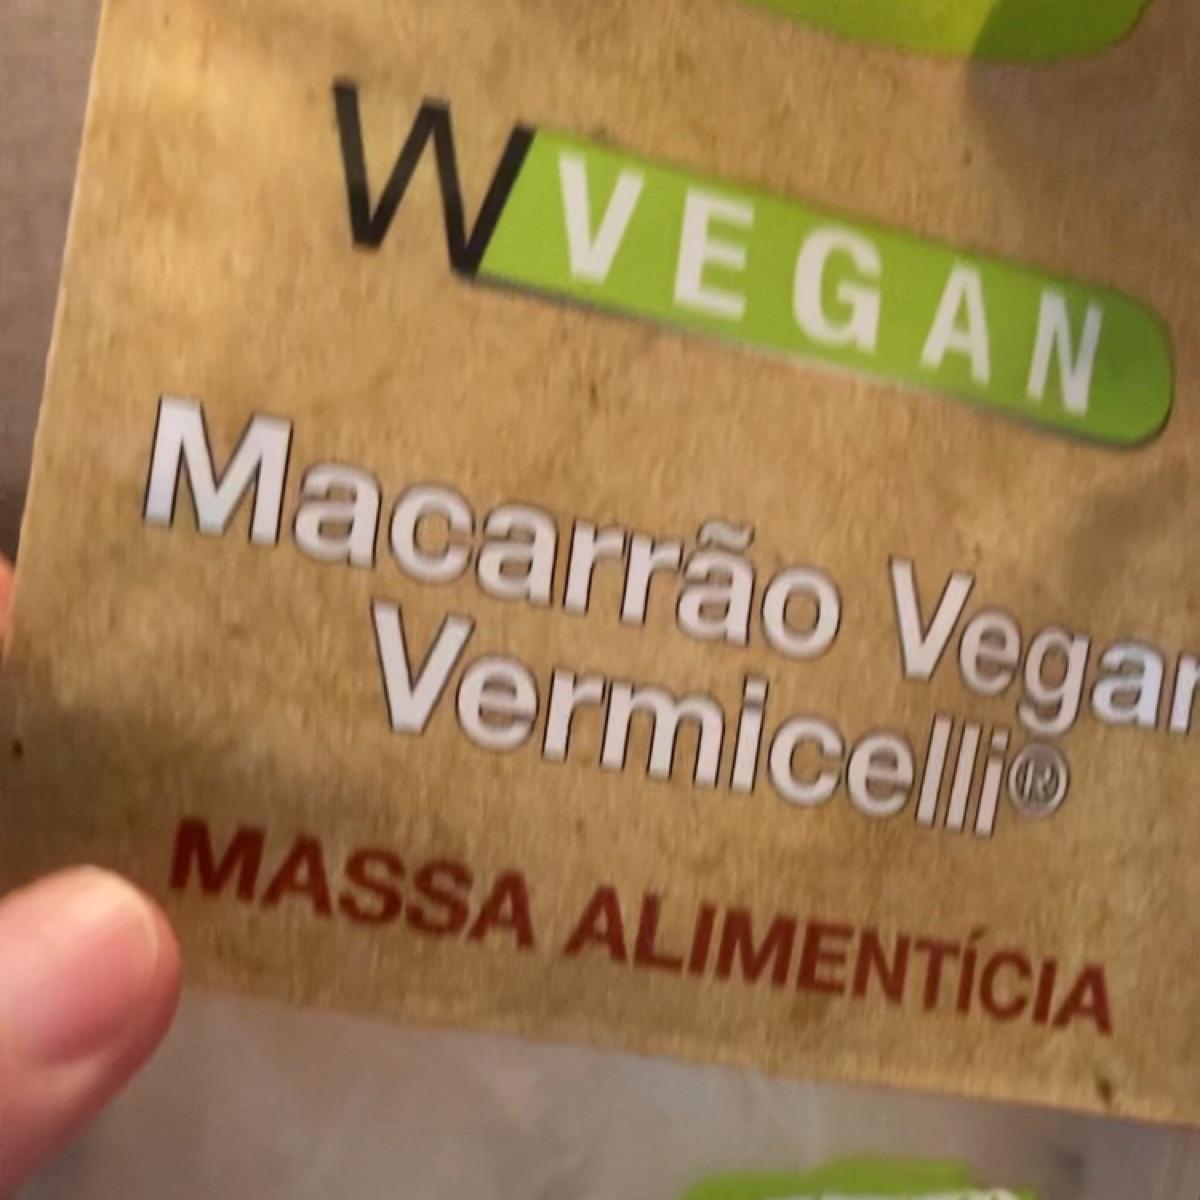 W VEGAN
Macarrão Vegan
Vermicelli®
MASSA ALIMENTÍCIA